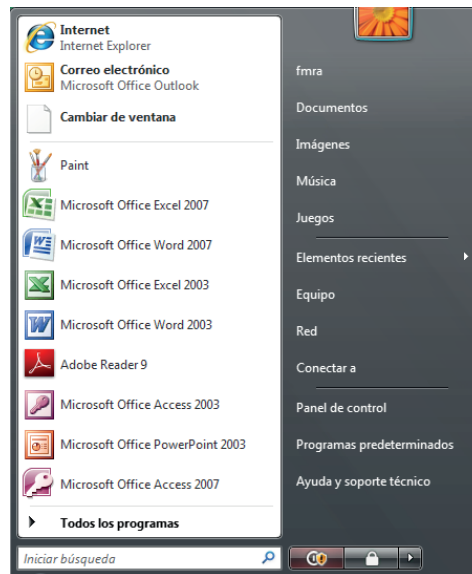 Internet
Internet Explorer
Correo electrónico
Microsoft Office Outlook
Cambiar de ventana
Paint
Microsoft Office Excel 2007
Microsoft Office Word 2007
Microsoft Office Excel 2003
Microsoft Office Word 2003
Adobe Reader 9
Microsoft Office Access 2003
Microsoft Office PowerPoint 2003
Microsoft Office Access 2007
Todos los programas
Iniciar búsqueda
fmra
Documentos
Imágenes
Música
Juegos
Elementos recientes
Equipo
Red
Conectar a
Panel de control
Programas predeterminados
Ayuda y soporte técnico